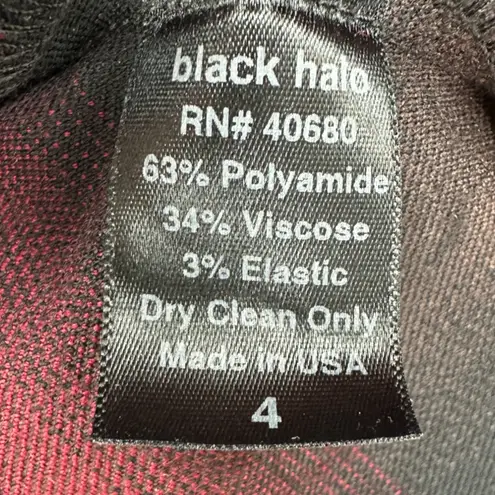 black halo
RN# 40680
63% Polyamide
34% Viscose
3% Elastic
Dry Clean Only
Made in USA
4